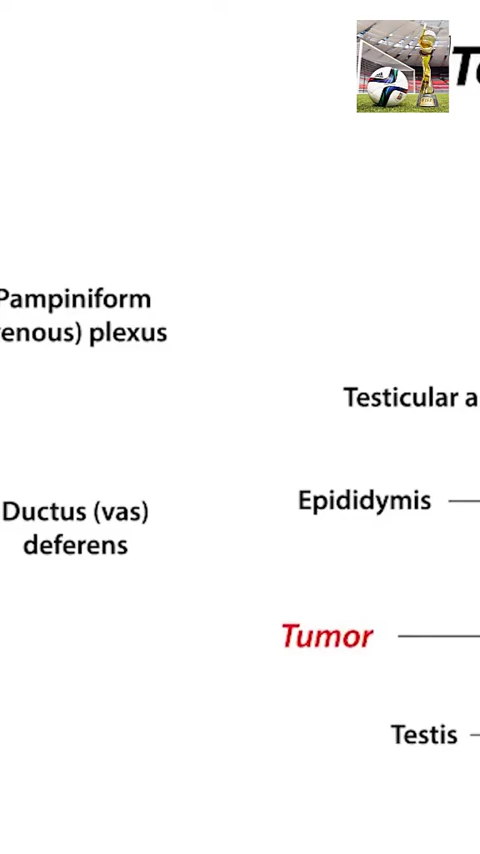 Pampiniform
venous) plexus
Testicular a
Epididymis
Ductus (vas)
deferens
Tumor
Testis